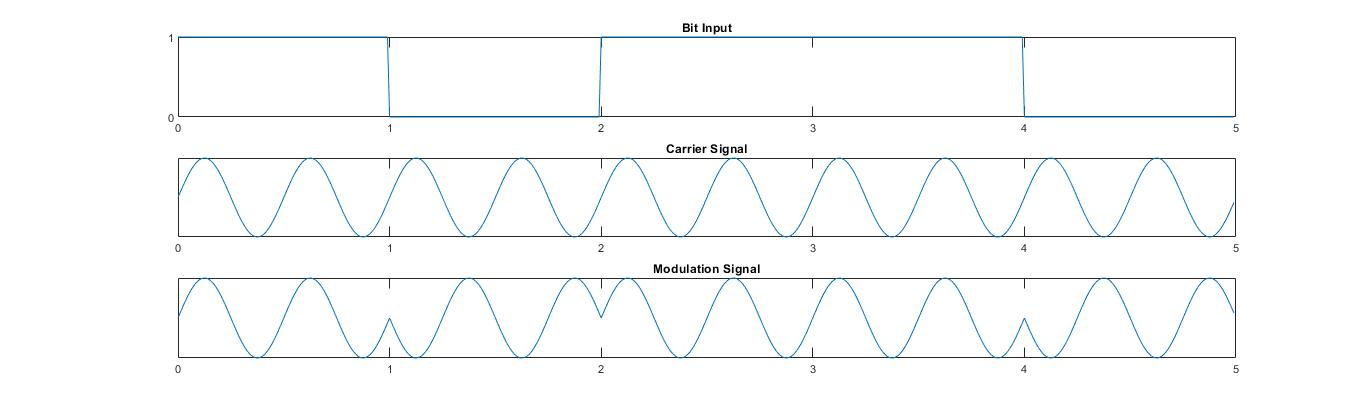 Bit Input
1
0
0 1 2 3 4 5
Carrier Signal
0 1 2 3 4 5
Modulation Signal
0 1 2 3 4 5